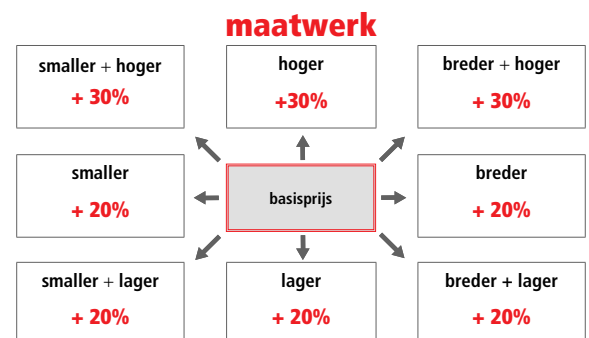 maatwerk
smaller + hoger
+ 30%
hoger
+30%
breder + hoger
+ 30%
smaller
+ 20%
basisprijs
breder
+ 20%
smaller + lager
+ 20%
lager
+ 20%
breder + lager
+ 20%